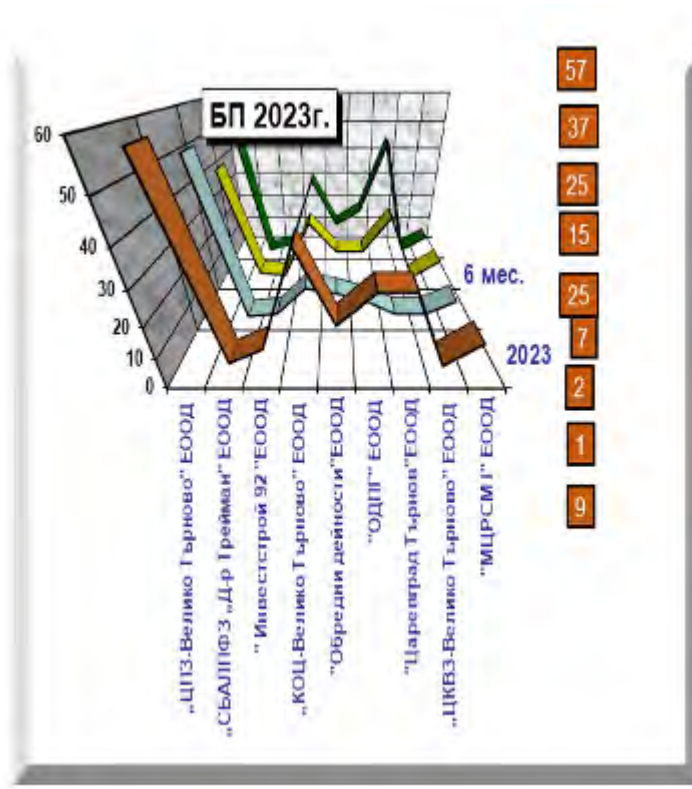 БП 2023г.
60
50
40
30
20
10
0
6 мес.
2023
„ЦПЗ-Велико Търново" ЕООД
„СБАЛПФЗ „Д-р Трейман" ЕООД
" Инвестстрой 92 "ЕООД
„КОЦ-Велико Търново" ЕООД
"Обредни дейности"ЕООД
"ОДПГ" ЕООД
"Царевград Търнов"ЕООД
„ЦКВЗ-Велико Търново" ЕООД
"МЦРСМ I" ЕООД
57
37
25
15
25
7
2
1
9